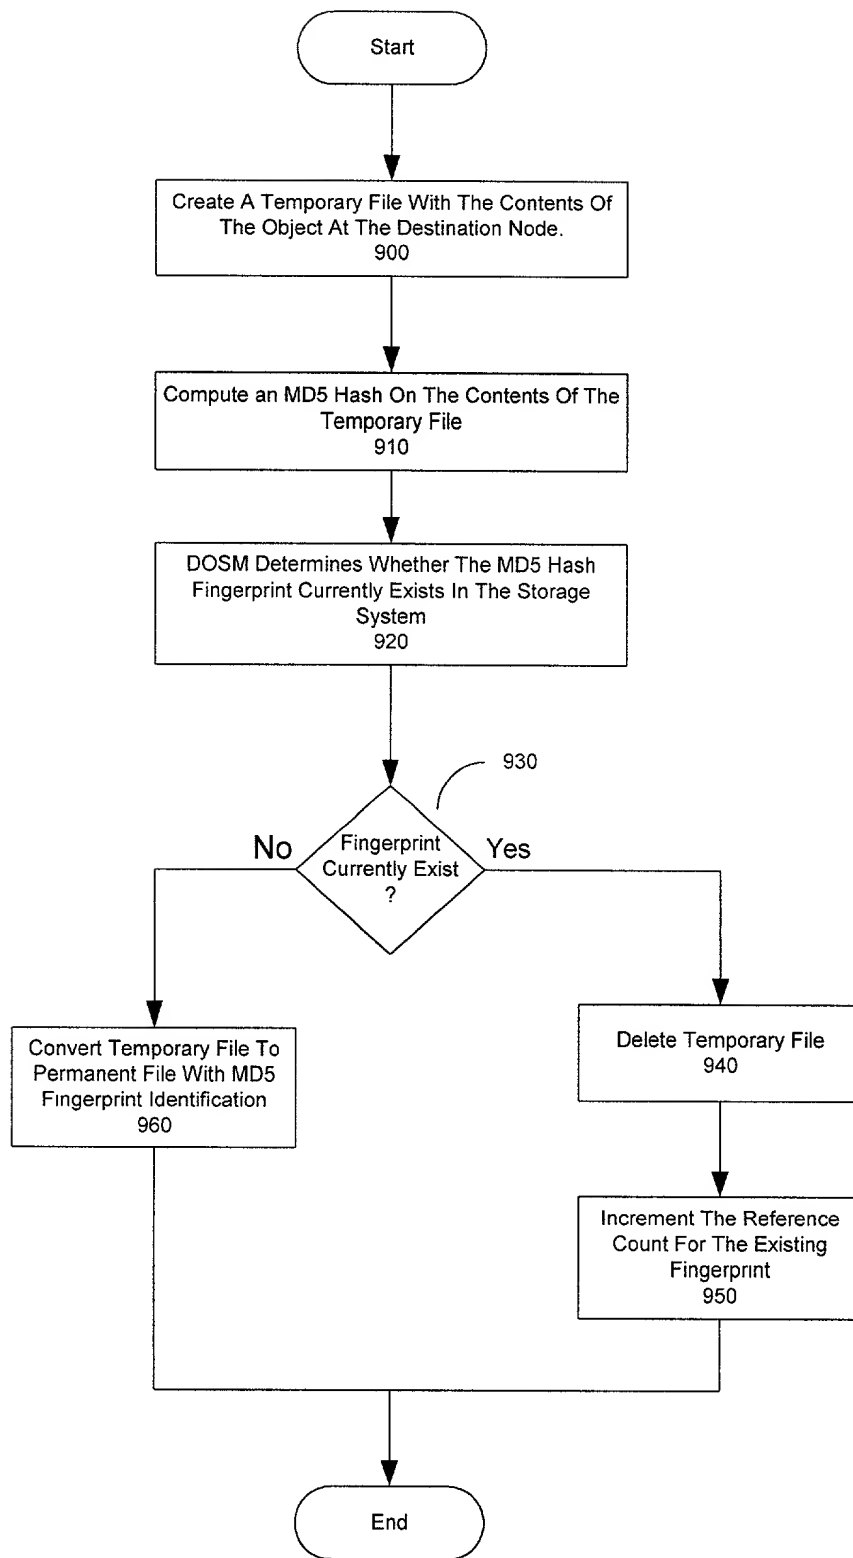 Start
Create A Temporary File With The Contents Of
The Object At The Destination Node.
900
Compute an MD5 Hash On The Contents Of The
Temporary File
910
DOSM Determines Whether The MD5 Hash
Fingerprint Currently Exists In The Storage
System
920
930
No
Fingerprint
Currently Exist
?
Yes
Convert Temporary File To
Permanent File With MD5
Fingerprint Identification
960
Delete Temporary File
940
Increment The Reference
Count For The Existing
Fingerprint
950
End